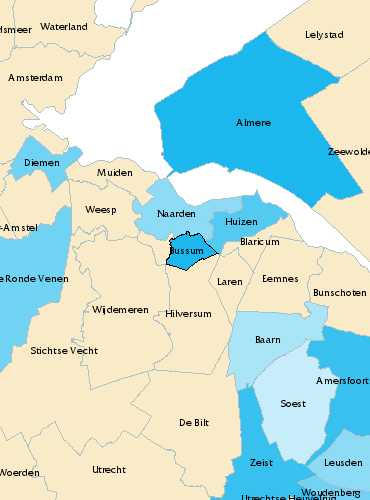 Waterland
Lelystad
dsmeer
Amsterdam
Almere
Zeewolde
Diemen
Muiden
Weesp
Naarden
Huizen
-Amstel
Blaricum
Bussum
e Ronde Venen
Laren
Eemnes
Bunschoten
Wijdemeren
Hilversum
Baarn
Stichtse Vecht
Amersfoort
Soest
De Bilt
Zeist
Leusden
Woerden
Utrecht
Woudenberg
Utrechtse Heuvelrug